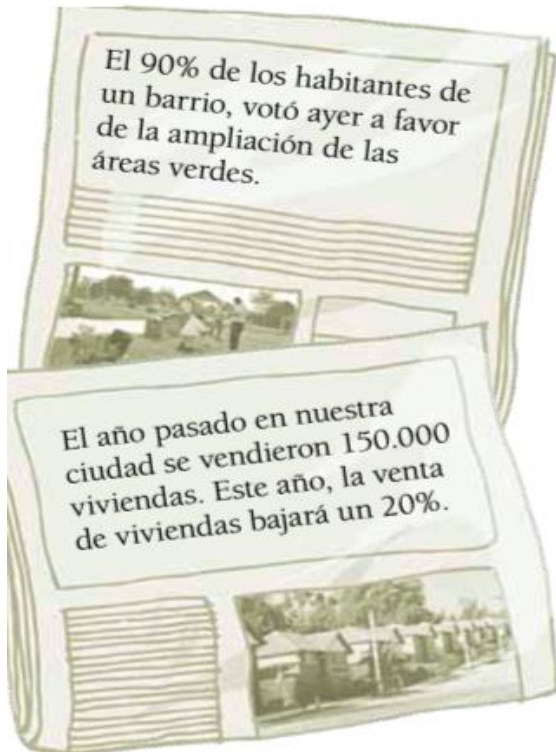 El 90% de los habitantes de
un barrio, votó ayer a favor
de la ampliación de las
áreas verdes.
El año pasado en nuestra
ciudad se vendieron 150.000
viviendas. Este año, la venta
de viviendas bajará un 20%.